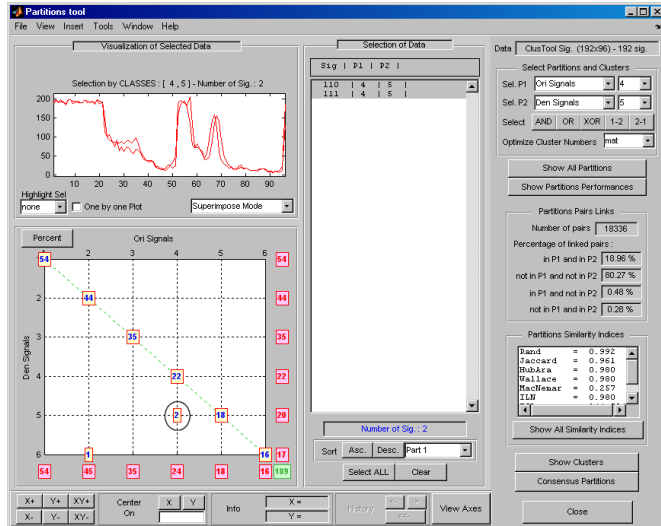 Partitions tool
File View Insert Tools Window Help
Visualization of Selected Data
Selection by CLASSES : [ 4 , 5 ] - Number of Sig. : 2
200
150
100
50
0
10 20 30 40 50 60 70 80 90
Highlight Sel
none
One by one Plot
Superimpose Mode
Percent
Ori Signals
1 2 3 4 5 6
54 54
2 44 44
3 35 35
4 22 22
Den Signals
5 2 18 20
6 1 16 17
54 45 35 24 18 16 189
Selection of Data
Sig | P1 | P2 |
110 | 4 | 5 |
111 | 4 | 5 |
Number of Sig. : 2
Sort Asc. Desc. Part 1
Select ALL Clear
Data ClusTool Sig. (192x96) - 192 sig.
Select Partitions and Clusters
Sel. P1 Ori Signals 4
Sel. P2 Den Signals 5
Select AND OR XOR 1-2 2-1
Optimize Cluster Numbers mat
Show All Partitions
Show Partitions Performances
Partitions Pairs Links
Number of pairs 18336
Percentage of linked pairs :
in P1 and in P2 18.96 %
not in P1 and not in P2 80.27 %
in P1 and not in P2 0.48 %
not in P1 and in P2 0.28 %
Partitions Similarity Indices
Rand = 0.992
Jaccard = 0.961
HubAra = 0.980
Wallace = 0.980
MacNemar = 0.257
ILN = 0.980
Show All Similarity Indices
Show Clusters
Consensus Partitions
Close
X+ Y+ XY+
X- Y- XY-
Center On X Y
Info X =
Y =
History <- ->
<<-
View Axes